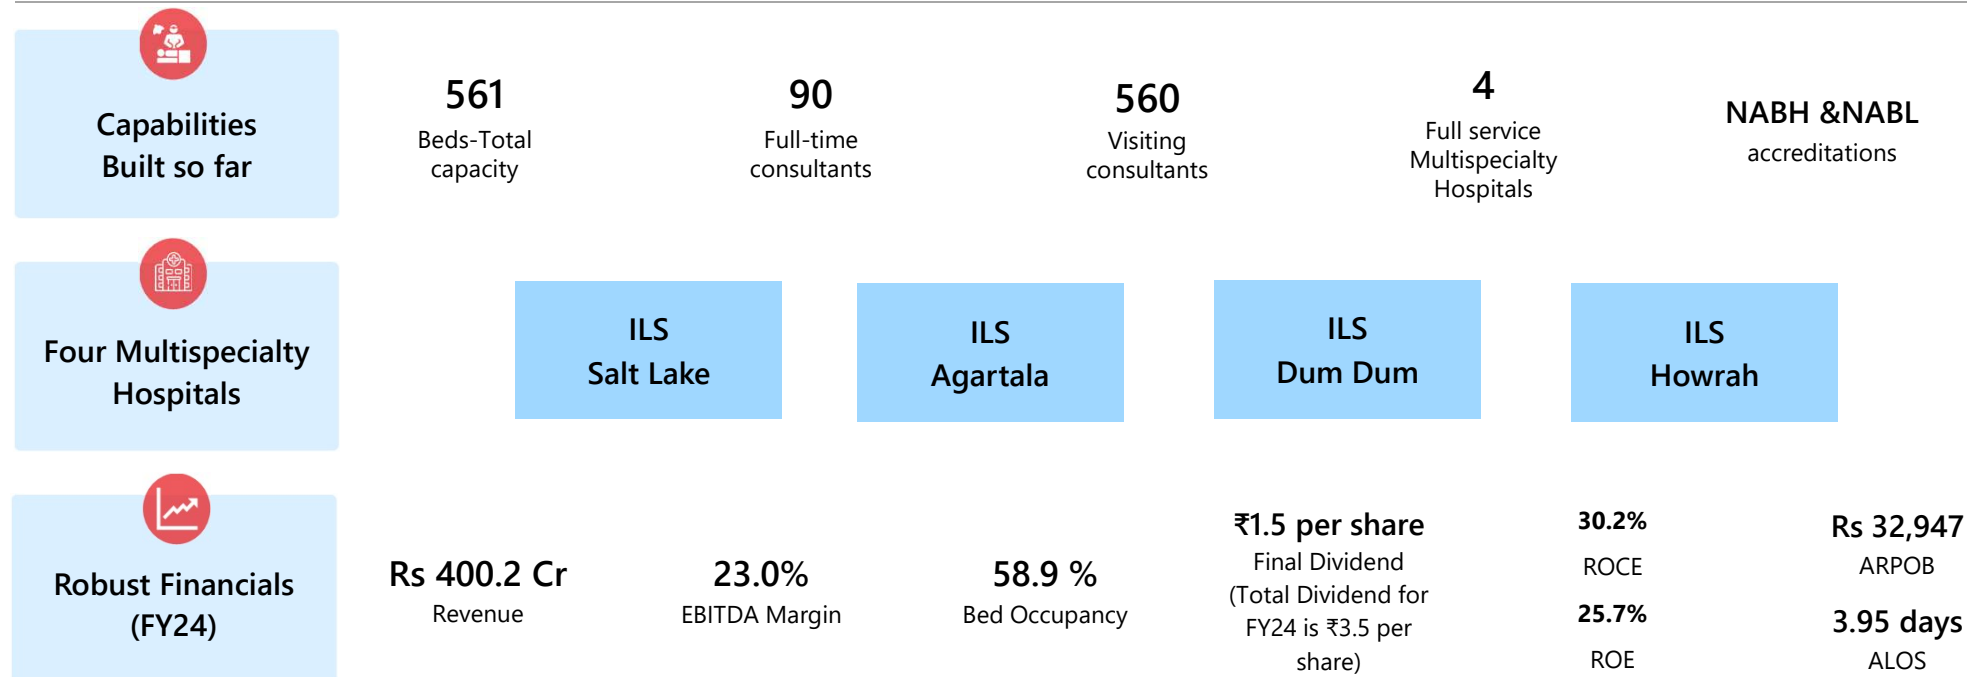 Capabilities
Built so far
561
Beds-Total
capacity
90
Full-time
consultants
560
Visiting
consultants
4
Full service
Multispecialty
Hospitals
NABH &NABL
accreditations
Four Multispecialty
Hospitals
ILS
Salt Lake
ILS
Agartala
ILS
Dum Dum
ILS
Howrah
Robust Financials
(FY24)
Rs 400.2 Cr
Revenue
23.0%
EBITDA Margin
58.9 %
Bed Occupancy
₹1.5 per share
Final Dividend
(Total Dividend for
FY24 is ₹3.5 per
share)
30.2%
ROCE
25.7%
ROE
Rs 32,947
ARPOB
3.95 days
ALOS